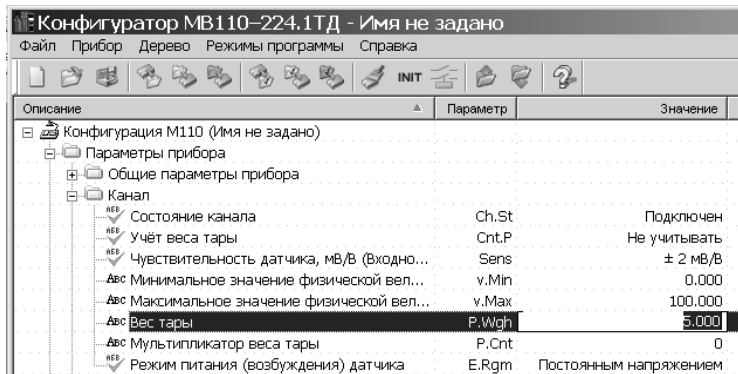 Конфигуратор МВ110–224.1ТД - Имя не задано
Файл Прибор Дерево Режимы программы Справка
INIT
Описание Параметр Значение
Конфигурация М110 (Имя не задано)
Параметры прибора
Общие параметры прибора
Канал
Состояние канала Ch.St Подключен
Учёт веса тары Cnt.P Не учитывать
Чувствительность датчика, мВ/В (Входно... Sens ± 2 мВ/В
Abc Минимальное значение физической вел... v.Min 0.000
Abc Максимальное значение физической вел... v.Max 100.000
Abc Вес тары P.Wgh 5.000
Abc Мультипликатор веса тары P.Cnt 0
Режим питания (возбуждения) датчика E.Rgm Постоянным напряжением